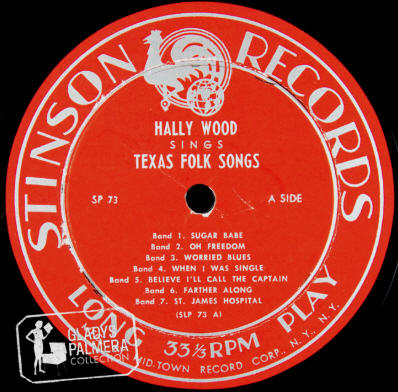 STINSON RECORDS
HALLY WOOD
SINGS
TEXAS FOLK SONGS
SP 73
A SIDE
Band 1. SUGAR BABE
Band 2. OH FREEDOM
Band 3. WORRIED BLUES
Band 4. WHEN I WAS SINGLE
Band 5. BELIEVE I'LL CALL THE CAPTAIN
Band 6. FARTHER ALONG
Band 7. ST. JAMES HOSPITAL
(SLP 73 A)
LONG 33⅓ RPM PLAY
MID-TOWN RECORD CORP., N. Y., N. Y.
GLADYS
PALMERA
COLLECTION